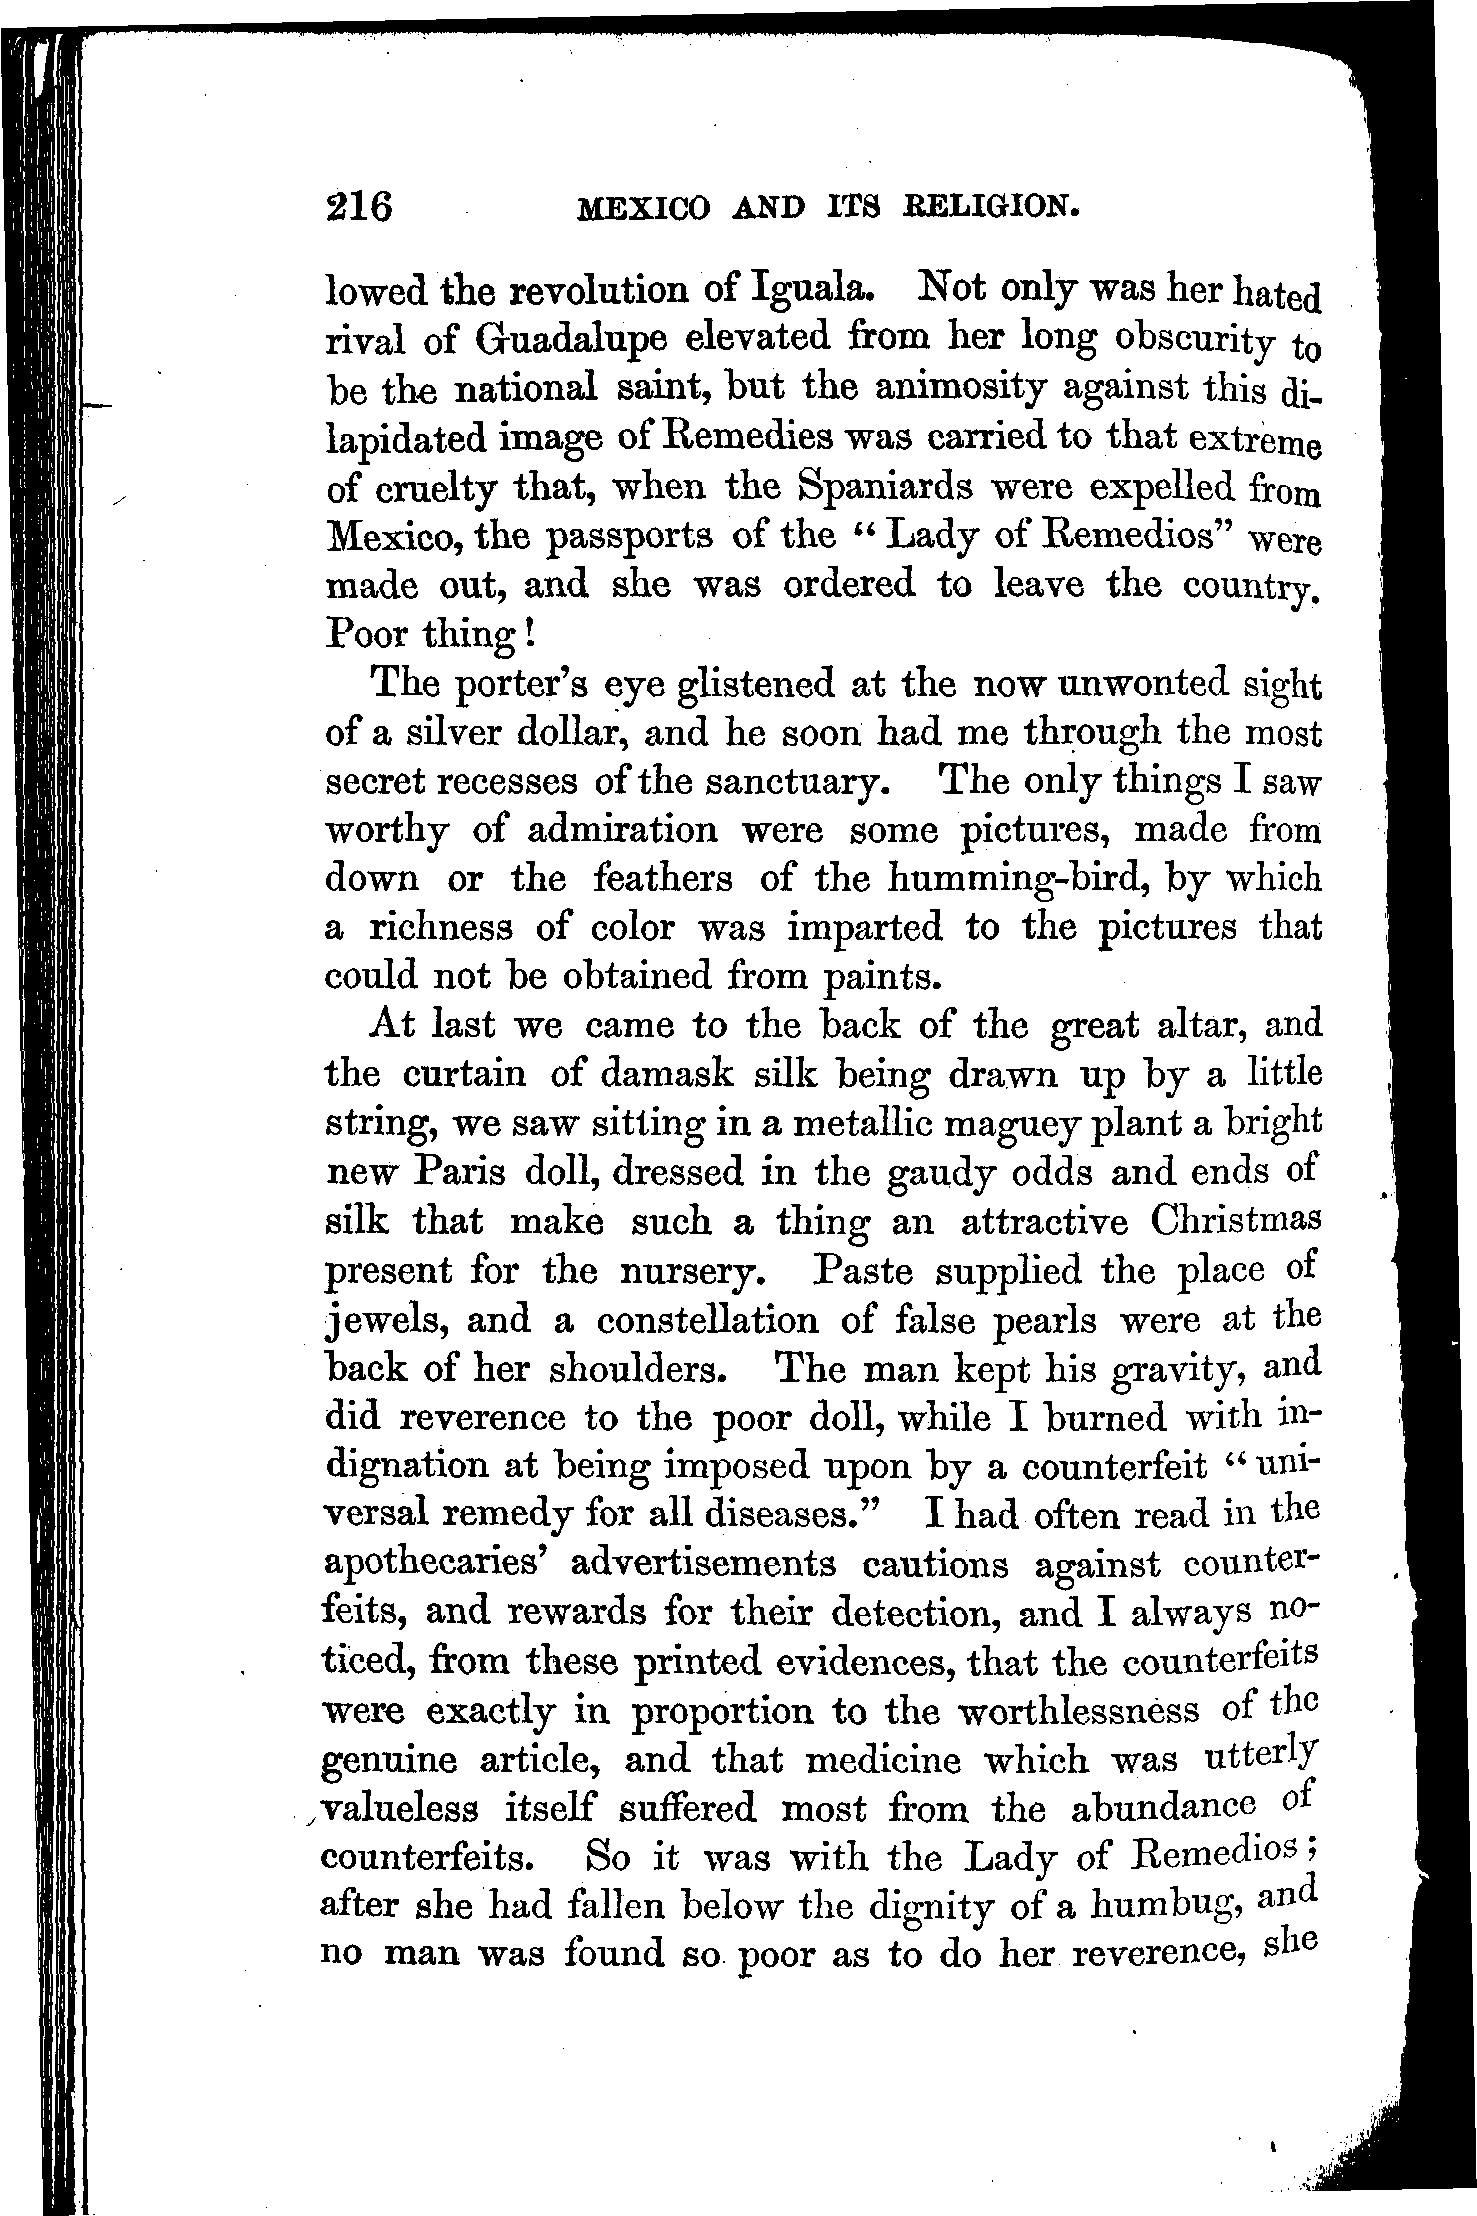 216 MEXICO AND ITS RELIGION.
lowed the revolution of Iguala. Not only was her hated
rival of Guadalupe elevated from her long obscurity to
be the national saint, but the animosity against this di-
lapidated image of Remedies was carried to that extreme
of cruelty that, when the Spaniards were expelled from
Mexico, the passports of the “Lady of Remedios” were
made out, and she was ordered to leave the country.
Poor thing!
The porter’s eye glistened at the now unwonted sight
of a silver dollar, and he soon had me through the most
secret recesses of the sanctuary. The only things I saw
worthy of admiration were some pictures, made from
down or the feathers of the humming-bird, by which
a richness of color was imparted to the pictures that
could not be obtained from paints.
At last we came to the back of the great altar, and
the curtain of damask silk being drawn up by a little
string, we saw sitting in a metallic maguey plant a bright
new Paris doll, dressed in the gaudy odds and ends of
silk that make such a thing an attractive Christmas
present for the nursery. Paste supplied the place of
jewels, and a constellation of false pearls were at the
back of her shoulders. The man kept his gravity, and
did reverence to the poor doll, while I burned with in-
dignation at being imposed upon by a counterfeit “uni-
versal remedy for all diseases.” I had often read in the
apothecaries’ advertisements cautions against counter-
feits, and rewards for their detection, and I always no-
ticed, from these printed evidences, that the counterfeits
were exactly in proportion to the worthlessness of the
genuine article, and that medicine which was utterly
valueless itself suffered most from the abundance of
counterfeits. So it was with the Lady of Remedios;
after she had fallen below the dignity of a humbug, and
no man was found so poor as to do her reverence, she